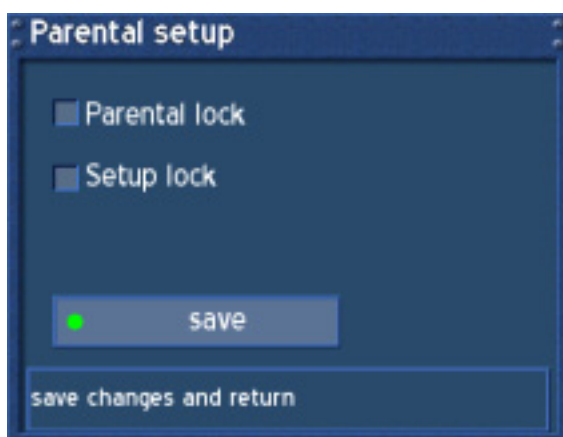 Parental setup
Parental lock
Setup lock
save
save changes and return